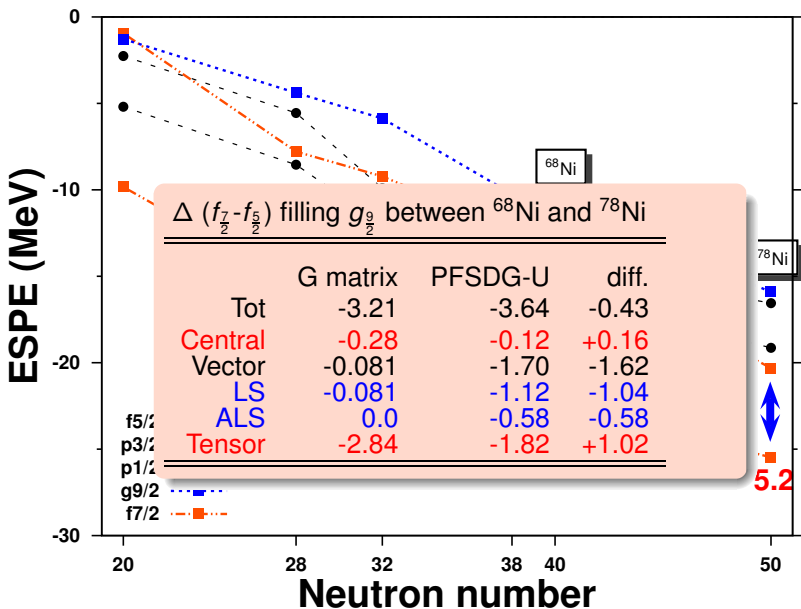 0
-10
-20
-30
ESPE (MeV)
⁶⁸Ni
⁷⁸Ni
Δ (f7/2-f5/2) filling g9/2 between ⁶⁸Ni and ⁷⁸Ni
G matrix PFSDG-U diff.
Tot -3.21 -3.64 -0.43
Central -0.28 -0.12 +0.16
Vector -0.081 -1.70 -1.62
LS -0.081 -1.12 -1.04
ALS 0.0 -0.58 -0.58
Tensor -2.84 -1.82 +1.02
f5/2
p3/2
p1/2
g9/2
f7/2
5.2
20 28 32 38 40 50
Neutron number